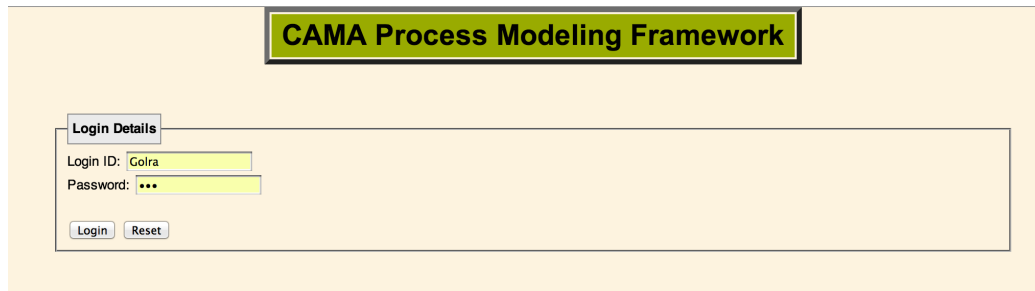 CAMA Process Modeling Framework
Login Details
Login ID: Golra
Password: •••
Login Reset